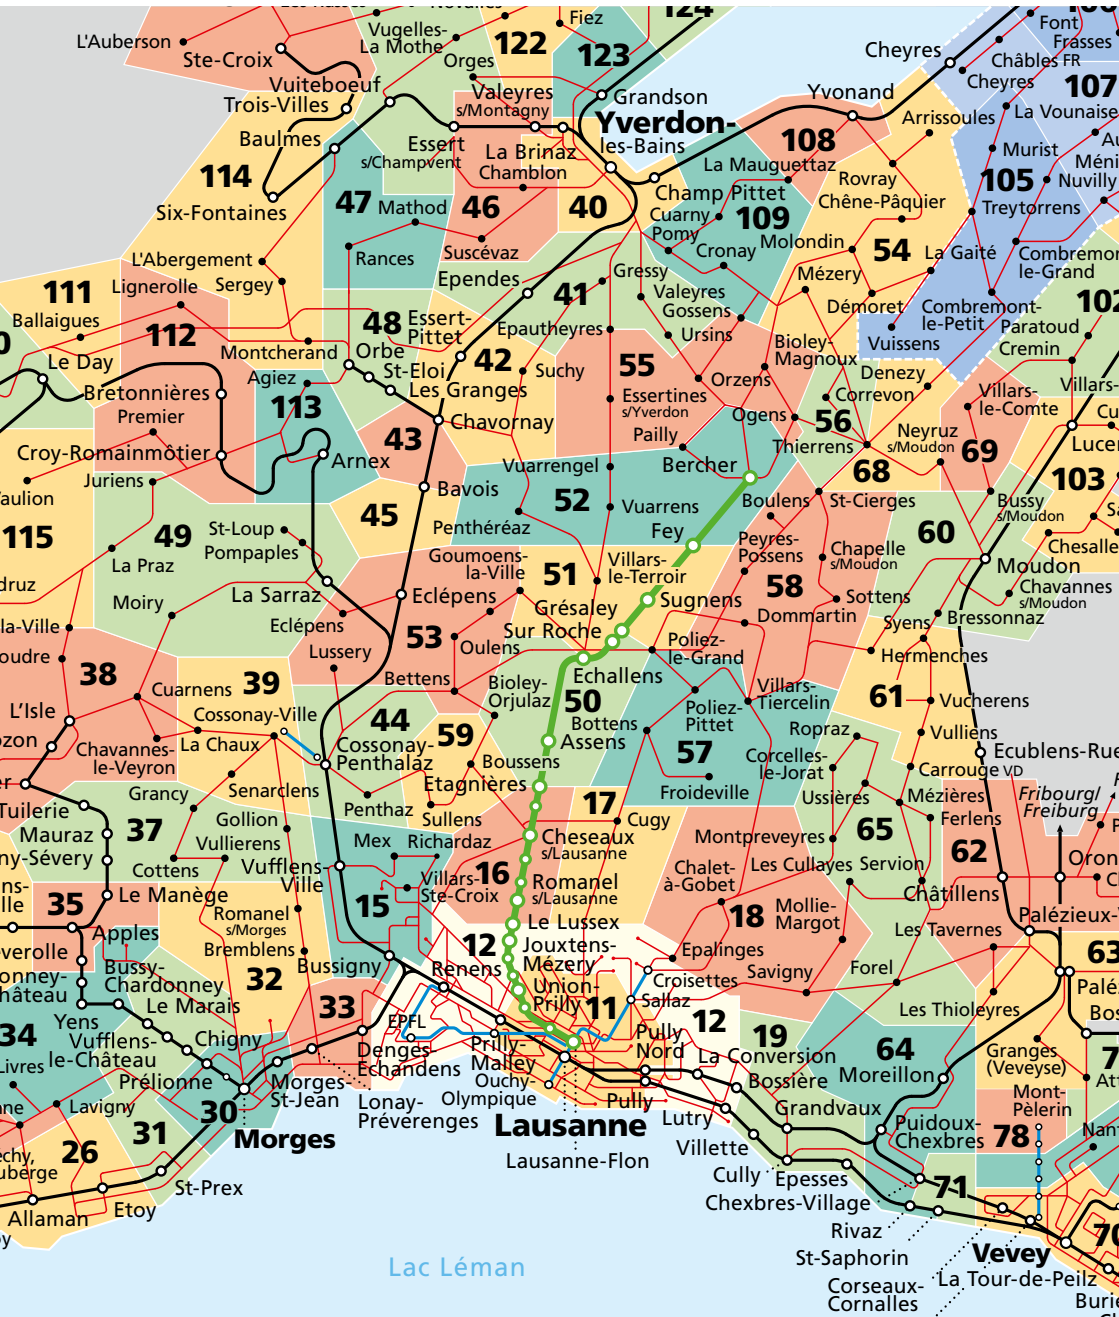 124
L'Auberson
Ste-Croix
Vugelles-
La Mothe
Orges
122
Fiez
123
Cheyres
Font
Frasses
Châbles FR
Cheyres
107
La Vounaise
Vuiteboeuf
Trois-Villes
Baulmes
Valeyres
s/Montagny
Grandson
Yverdon-
les-Bains
Yvonand
Arrissoules
108
Essert
s/Champvent
La Brinaz
Chamblon
La Mauguettaz
Murist
Nuvilly
105
Treytorrens
114
Six-Fontaines
47
Mathod
46
40
Champ Pittet
Cuarny
Pomy
109
Rovray
Chêne-Pâquier
Rances
Suscévaz
Cronay
Molondin
54
La Gaité
L'Abergement
Sergey
Ependes
Gressy
Mézery
Combremont-
le-Petit
111
Lignerolle
Ballaigues
112
41
Valeyres
Gossens
Démoret
102
48
Essert-
Pittet
Epautheyres
Ursins
Vuissens
Paratoud
Cremin
Le Day
Montcherand
Orbe
St-Eloi
42
Suchy
55
Bioley-
Magnoux
Denezy
Bretonnières
Agiez
Les Granges
Essertines
s/Yverdon
Orzens
Correvon
Villars-
le-Comte
Premier
113
Chavornay
Ogens
56
Neyruz
s/Moudon
Croy-Romainmôtier
43
Pailly
Thierrens
69
Arnex
Vuarrengel
Bercher
68
103
Juriens
Bavois
52
Vuarrens
Boulens
St-Cierges
Bussy
s/Moudon
115
49
St-Loup
Pompaples
45
Penthéréaz
Fey
Peyres-
Possens
60
Chapelle
s/Moudon
Moudon
La Praz
Goumoens-
la-Ville
51
Villars-
le-Terroir
58
Chavannes
s/Moudon
Moiry
La Sarraz
Eclépens
Grésaley
Sugnens
Sottens
Dommartin
Bressonnaz
Eclépens
53
Sur Roche
Syens
Oulens
Poliez-
le-Grand
Hermenches
38
Lussery
Echallens
Cuarnens
39
Bettens
Bioley-
Orjulaz
50
Villars-
Tiercelin
61
Vucherens
L'Isle
Cossonay-Ville
44
Bottens
Poliez-
Pittet
Ropraz
Vulliens
La Chaux
59
Assens
57
Corcelles-
le-Jorat
Chavannes-
le-Veyron
Cossonay-
Penthalaz
Boussens
Carrouge VD
Senarclens
Etagnières
Froideville
Grancy
Penthaz
Sullens
Ussières
Mézières
Fribourg/
Freiburg
37
Gollion
17
Cugy
Ferlens
Mauraz
Vullierens
Mex
Richardaz
Cheseaux
s/Lausanne
Montpreveyres
65
62
Cottens
Vufflens-
Ville
16
Villars-
Ste-Croix
Chalet-
à-Gobet
Les Cullayes
Servion
Le Manège
Romanel
s/Lausanne
Châtillens
35
15
Romanel
s/Morges
Le Lussex
18
Mollie-
Margot
Apples
Bremblens
12
Jouxtens-
Mézery
Epalinges
Les Tavernes
63
Bussy-
Chardonney
32
Bussigny
Renens
Croisettes
Savigny
Forel
Le Marais
33
Union-
Prilly
11
Sallaz
Les Thioleyres
34
Yens
Vufflens-
le-Château
Chigny
EPFL
12
19
Prilly-
Malley
Pully
Nord
Denges-
Echandens
La Conversion
64
Granges
(Veveyse)
Prélionne
Morges-
St-Jean
Ouchy-
Olympique
Bossière
Moreillon
Mont-
Pèlerin
Lavigny
30
Lonay-
Préverenges
Pully
Grandvaux
31
Morges
Lausanne
Lutry
Puidoux-
Chexbres
78
26
Lausanne-Flon
Villette
Cully
Epesses
St-Prex
Chexbres-Village
71
Allaman
Etoy
Rivaz
70
St-Saphorin
Vevey
Lac Léman
Corseaux-
Cornalles
La Tour-de-Peilz